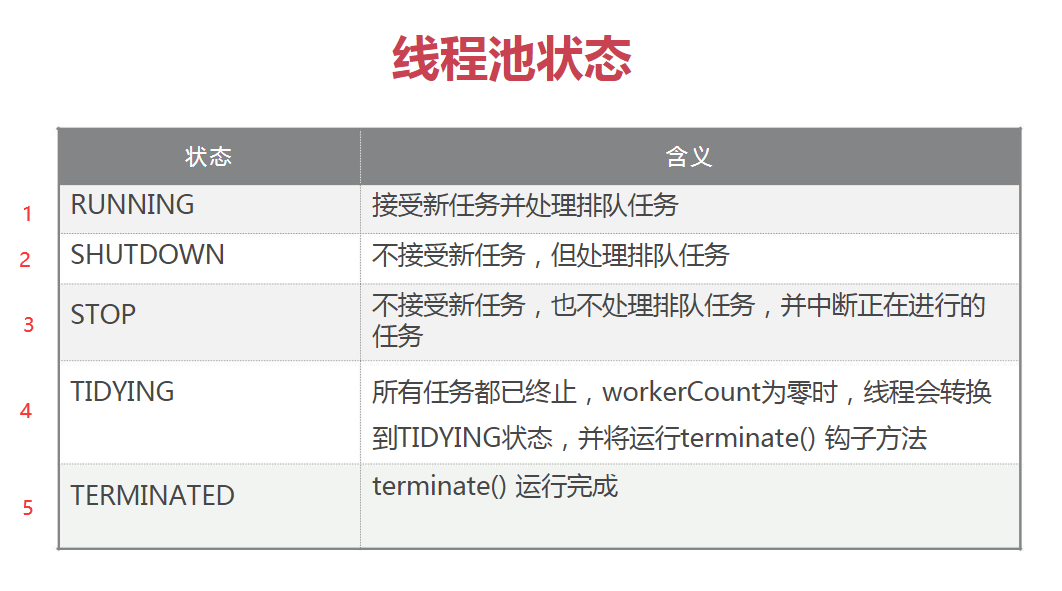 线程池状态
状态 含义
1 RUNNING 接受新任务并处理排队任务
2 SHUTDOWN 不接受新任务，但处理排队任务
3 STOP 不接受新任务，也不处理排队任务，并中断正在进行的
任务
4 TIDYING 所有任务都已终止，workerCount为零时，线程会转换
到TIDYING状态，并将运行terminate() 钩子方法
5 TERMINATED terminate() 运行完成